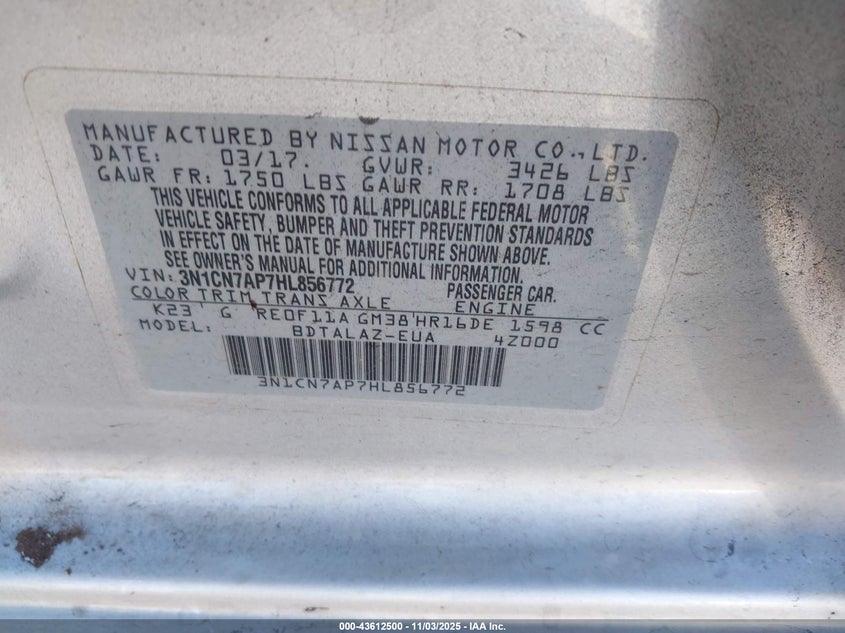 MANUFACTURED BY NISSAN MOTOR CO., LTD.
DATE: 03/17. GVWR: 3426 LBS
GAWR FR: 1750 LBS GAWR RR: 1708 LBS
THIS VEHICLE CONFORMS TO ALL APPLICABLE FEDERAL MOTOR
VEHICLE SAFETY, BUMPER AND THEFT PREVENTION STANDARDS
IN EFFECT ON THE DATE OF MANUFACTURE SHOWN ABOVE.
SEE OWNER'S MANUAL FOR ADDITIONAL INFORMATION.
VIN: 3N1CN7AP7HL856772 PASSENGER CAR.
COLOR TRIM TRANS AXLE ENGINE
K23 G RE0F11A GM38 HR16DE 1598 CC
MODEL: BDTALAZ-EUA 4Z000
3N1CN7AP7HL856772
000-43612500 - 11/03/2025 - IAA Inc.